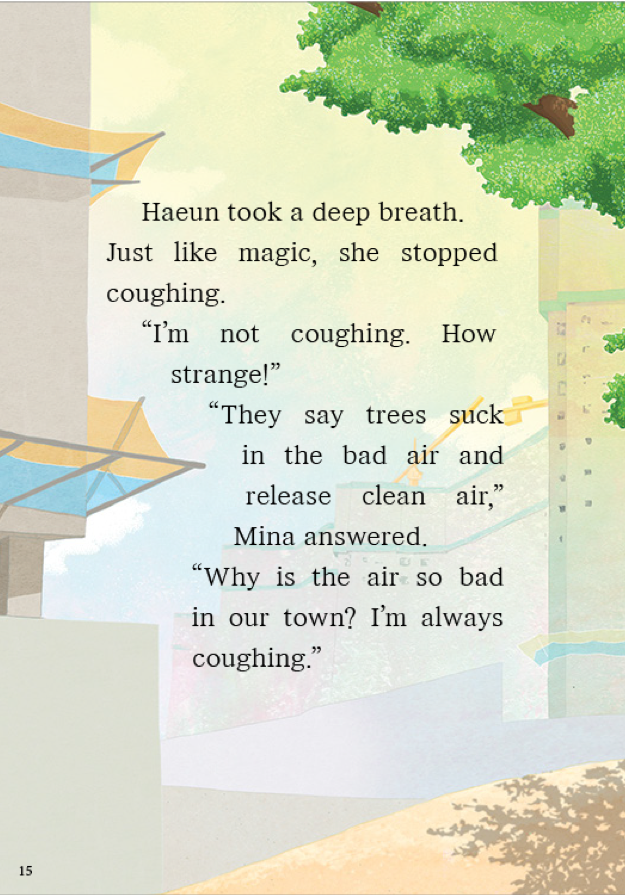 Haeun took a deep breath.
Just like magic, she stopped
coughing.
“I’m not coughing. How
strange!”
“They say trees suck
in the bad air and
release clean air,”
Mina answered.
“Why is the air so bad
in our town? I’m always
coughing.”
15